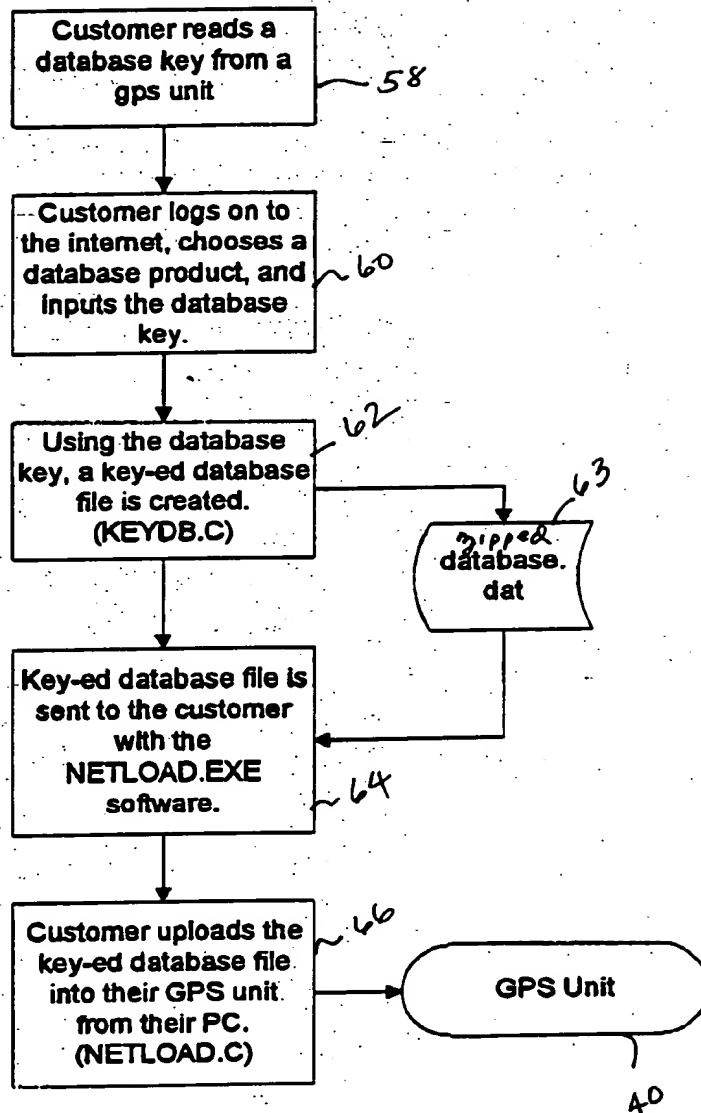 Customer reads a
database key from a
gps unit
58
Customer logs on to
the internet, chooses a
database product, and
inputs the database
key.
60
Using the database
key, a key-ed database
file is created.
(KEYDB.C)
62
63
zipped
database.
dat
Key-ed database file is
sent to the customer
with the
NETLOAD.EXE
software.
64
Customer uploads the
key-ed database file
into their GPS unit
from their PC.
(NETLOAD.C)
66
GPS Unit
40